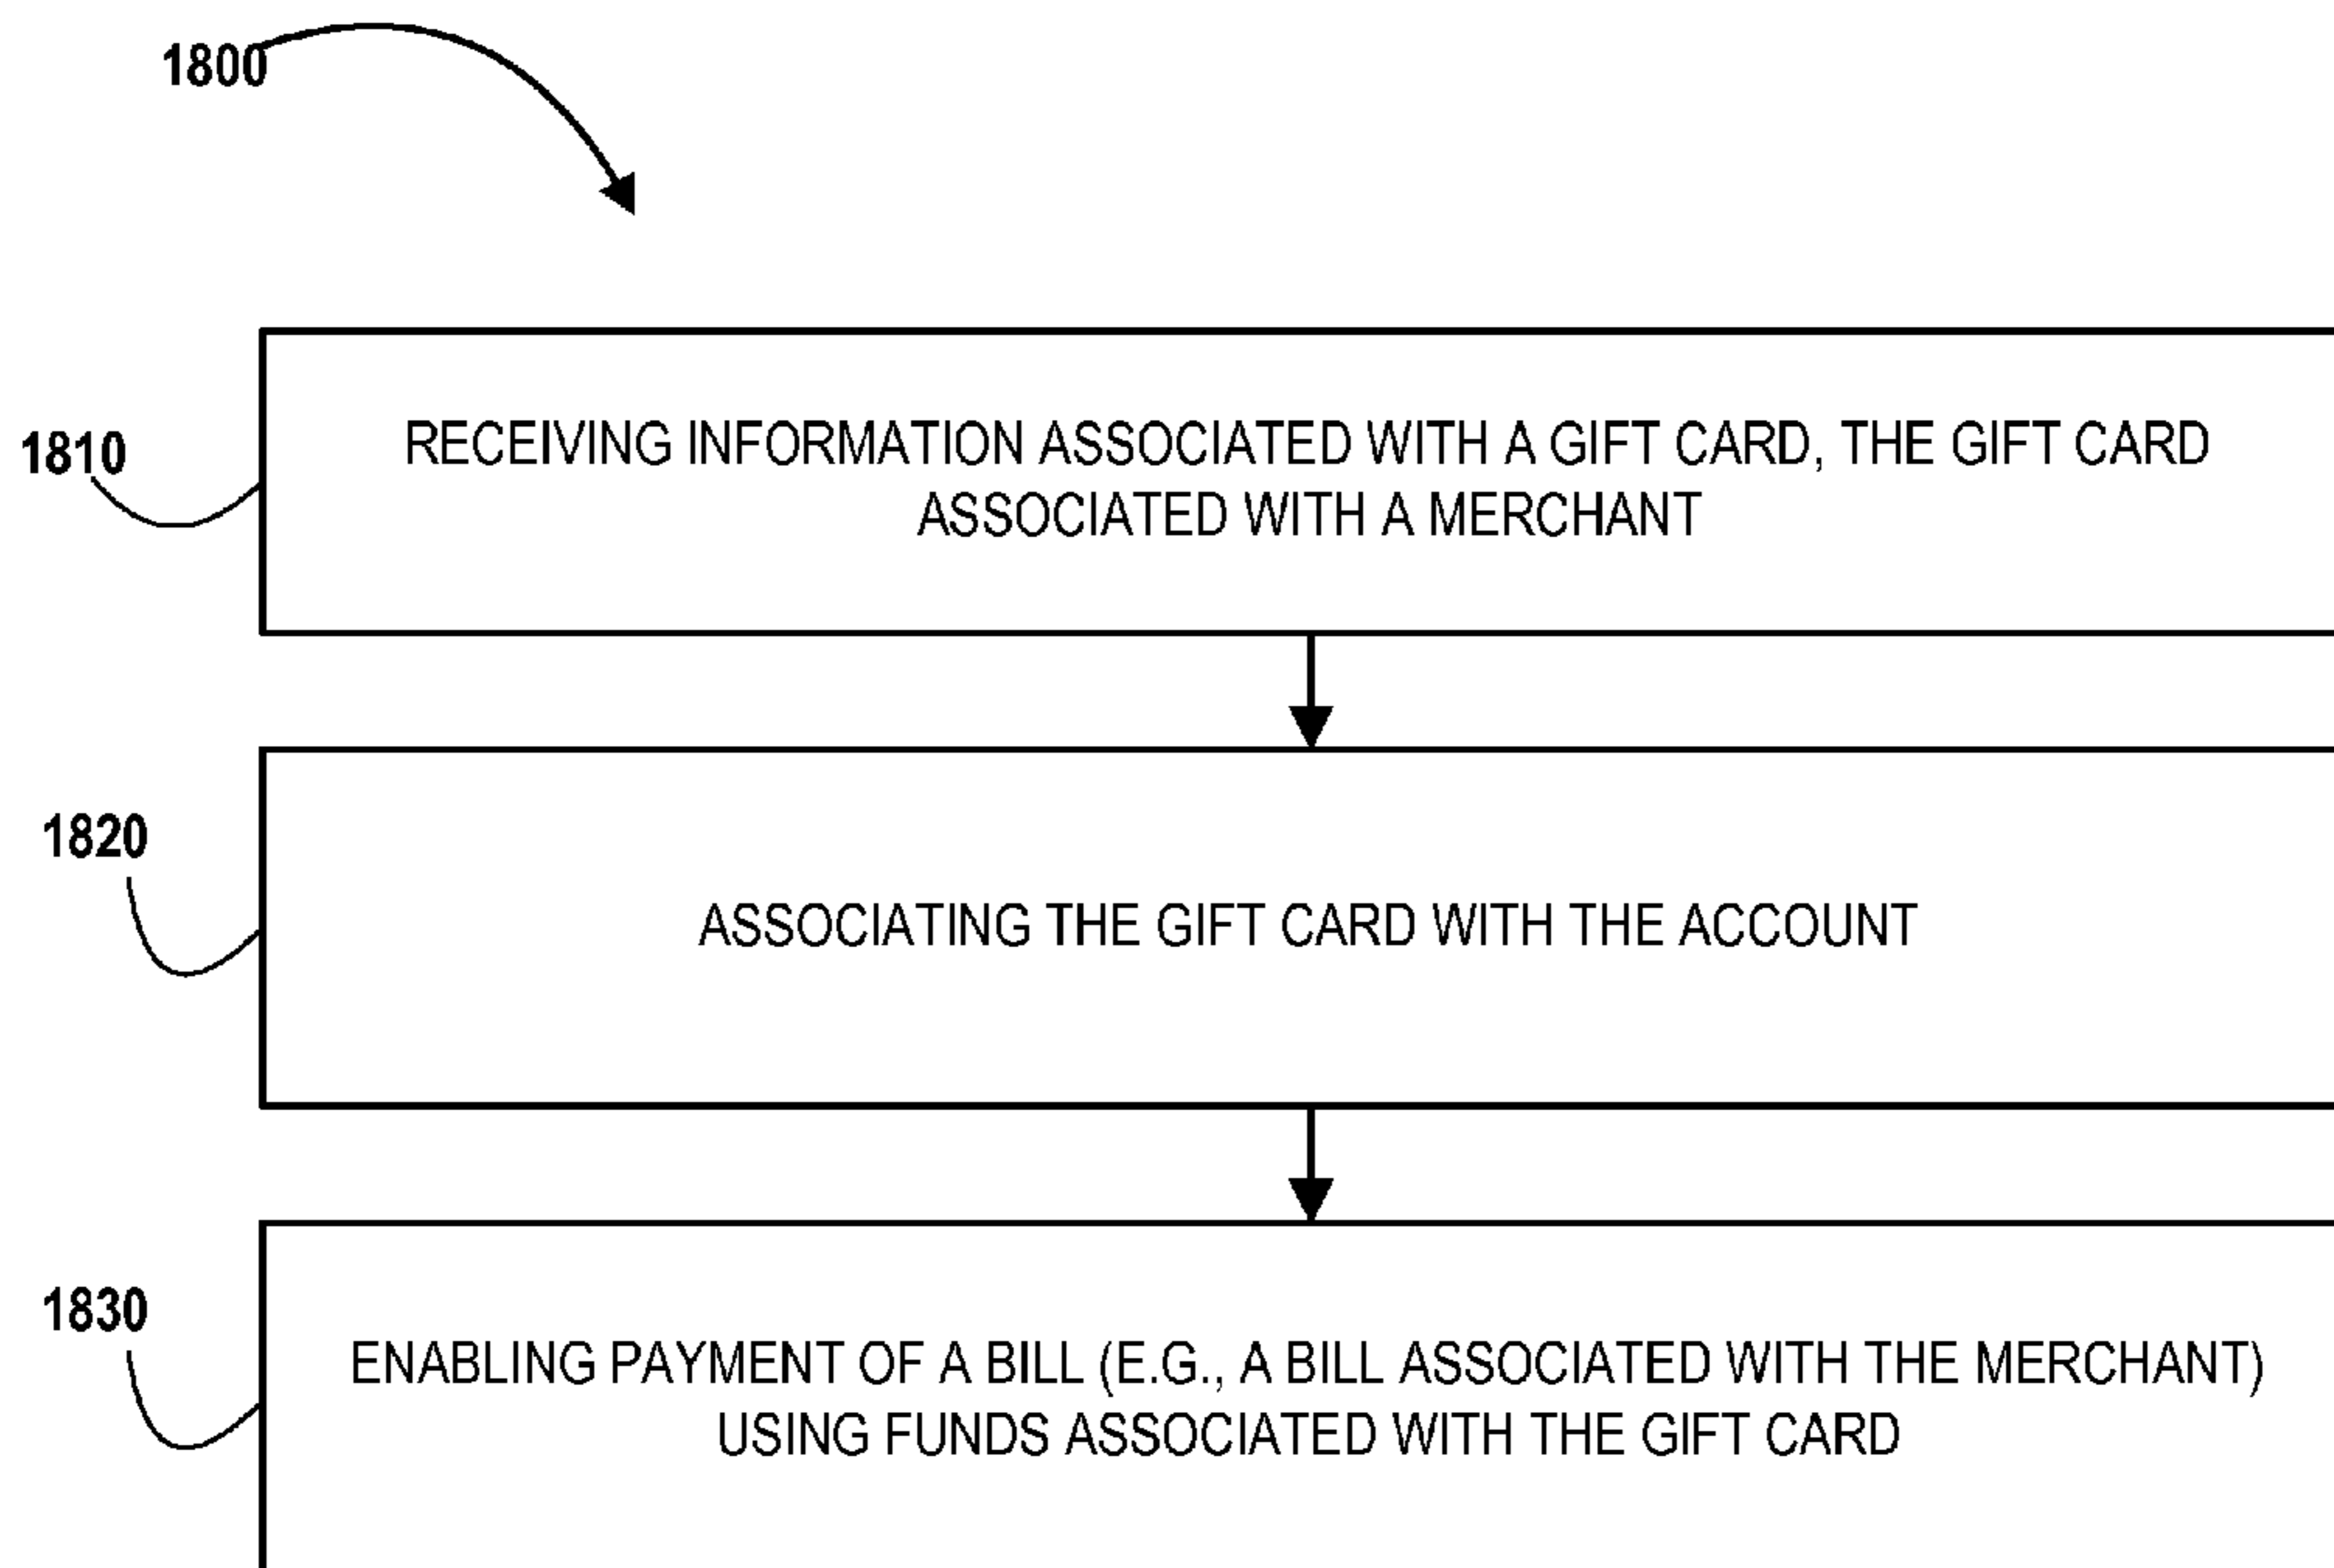 1800
1810
RECEIVING INFORMATION ASSOCIATED WITH A GIFT CARD, THE GIFT CARD
ASSOCIATED WITH A MERCHANT
1820
ASSOCIATING THE GIFT CARD WITH THE ACCOUNT
1830
ENABLING PAYMENT OF A BILL (E.G., A BILL ASSOCIATED WITH THE MERCHANT)
USING FUNDS ASSOCIATED WITH THE GIFT CARD